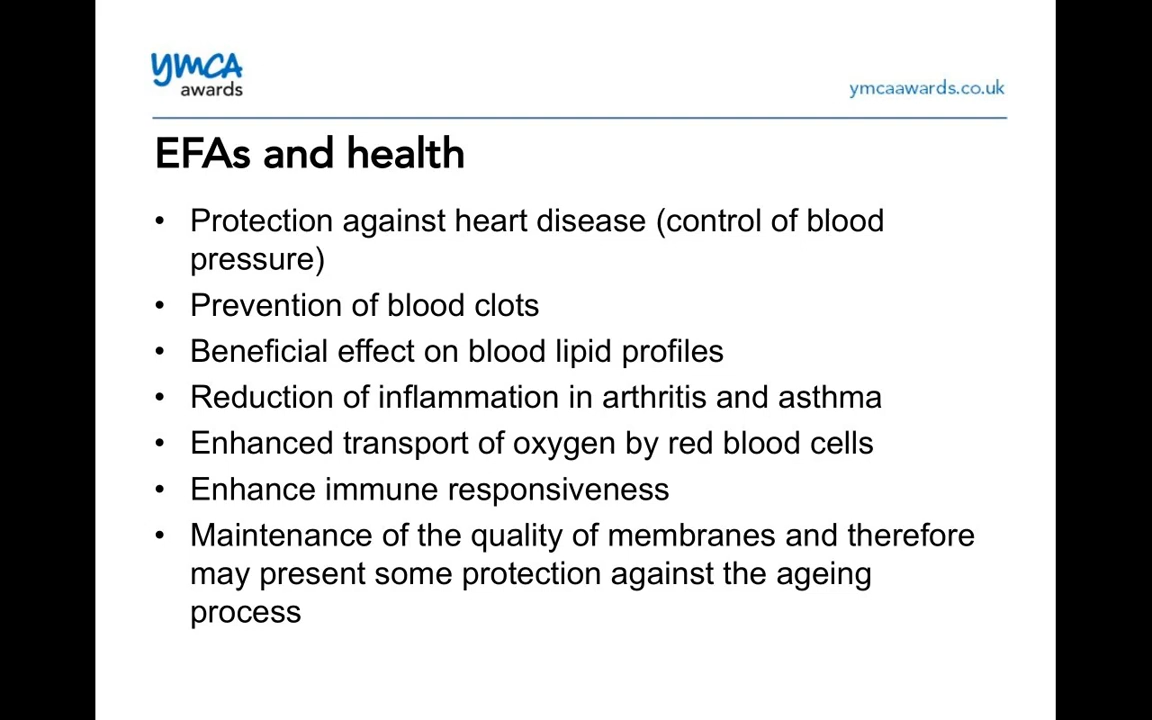 ymca
awards
ymcaawards.co.uk
EFAs and health
• Protection against heart disease (control of blood
pressure)
• Prevention of blood clots
• Beneficial effect on blood lipid profiles
• Reduction of inflammation in arthritis and asthma
• Enhanced transport of oxygen by red blood cells
• Enhance immune responsiveness
• Maintenance of the quality of membranes and therefore
may present some protection against the ageing
process